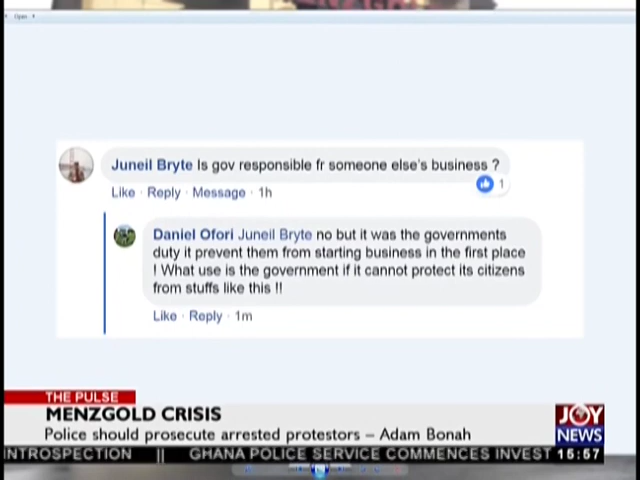 Open
Juneil Bryte Is gov responsible fr someone else's business ?
Like · Reply · Message · 1h
1
Daniel Ofori Juneil Bryte no but it was the governments
duty it prevent them from starting business in the first place
! What use is the government if it cannot protect its citizens
from stuffs like this !!
Like · Reply · 1m
THE PULSE
MENZGOLD CRISIS
Police should prosecute arrested protestors – Adam Bonah
JOY
NEWS
INTROSPECTION || GHANA POLICE SERVICE COMMENCES INVEST
15:57